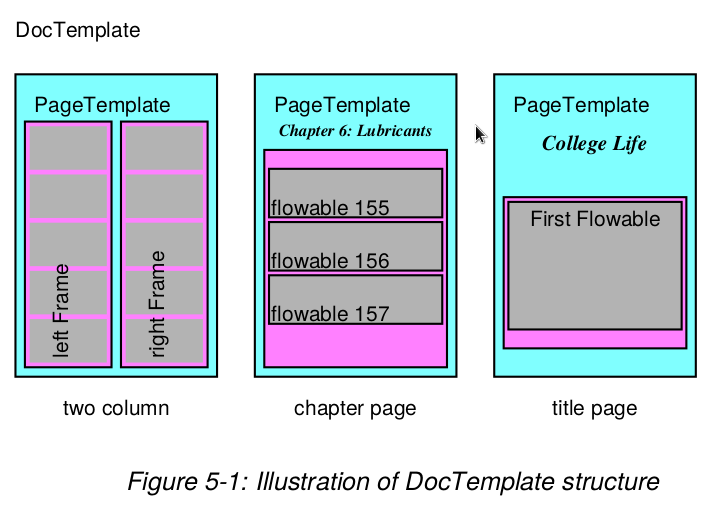 DocTemplate
PageTemplate
left Frame
right Frame
two column
PageTemplate
Chapter 6: Lubricants
flowable 155
flowable 156
flowable 157
chapter page
PageTemplate
College Life
First Flowable
title page
Figure 5-1: Illustration of DocTemplate structure